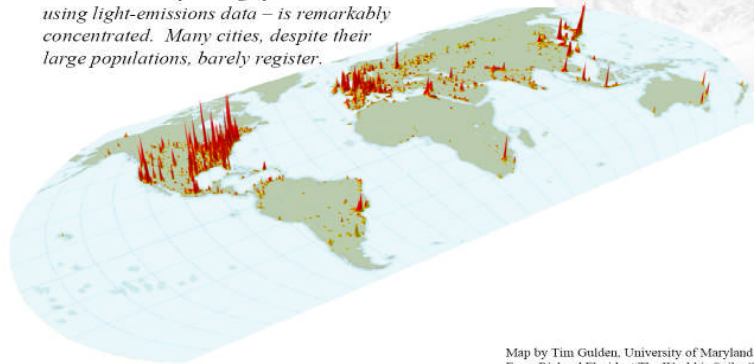 using light-emissions data – is remarkably
concentrated. Many cities, despite their
large populations, barely register.
Map by Tim Gulden, University of Maryland